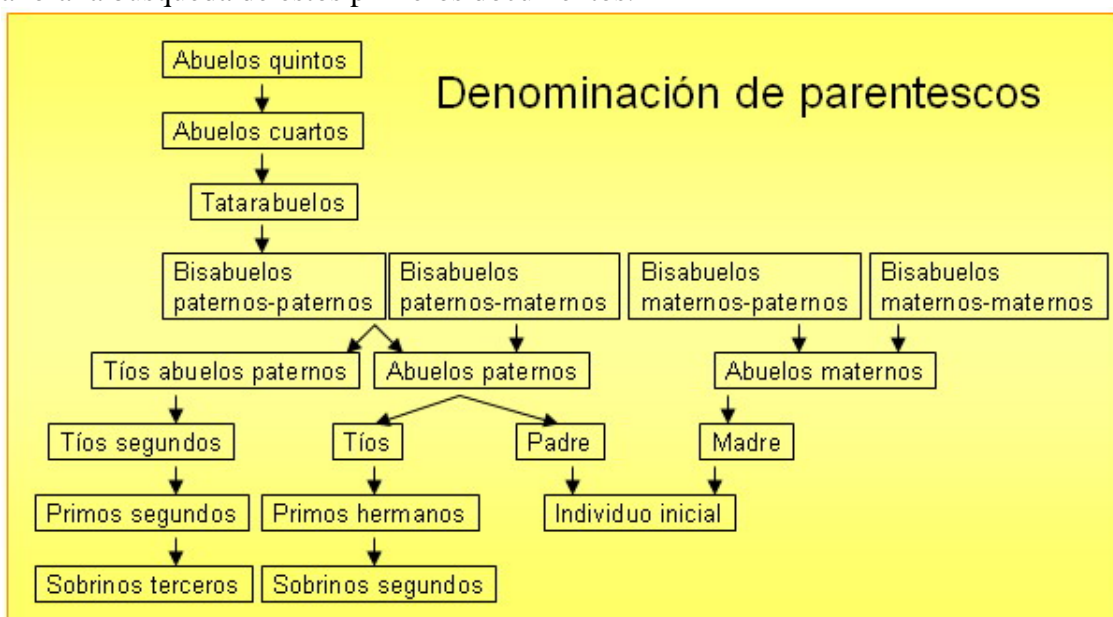 Abuelos quintos
Denominación de parentescos
Abuelos cuartos
Tatarabuelos
Bisabuelos
paternos-paternos
Bisabuelos
paternos-maternos
Bisabuelos
maternos-paternos
Bisabuelos
maternos-maternos
Tíos abuelos paternos
Abuelos paternos
Abuelos maternos
Tíos segundos
Tíos
Padre
Madre
Primos segundos
Primos hermanos
Individuo inicial
Sobrinos terceros
Sobrinos segundos